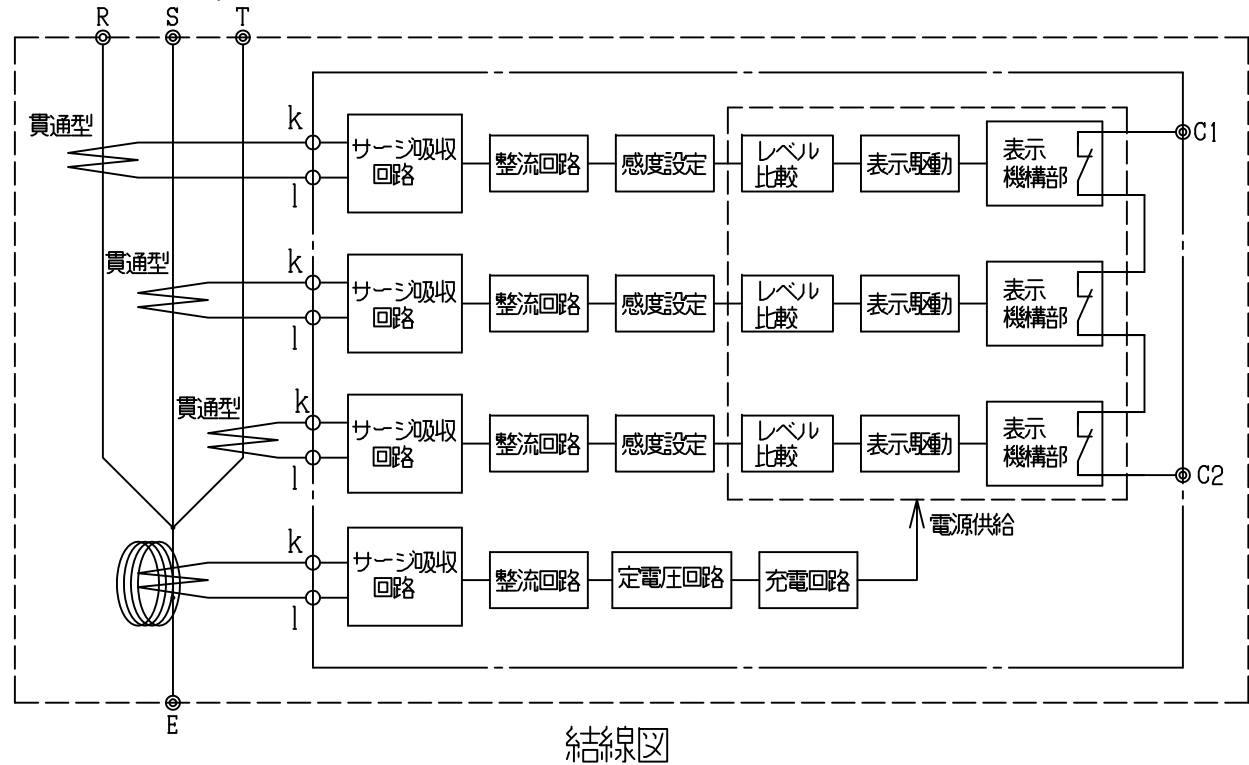 R S T
貫通型
k
l
サージ吸収
回路
整流回路
感度設定
レベル
比較
表示駆動
表示
機構部
C1
貫通型
k
l
サージ吸収
回路
整流回路
感度設定
レベル
比較
表示駆動
表示
機構部
貫通型
k
l
サージ吸収
回路
整流回路
感度設定
レベル
比較
表示駆動
表示
機構部
C2
電源供給
k
l
サージ吸収
回路
整流回路
定電圧回路
充電回路
E
結線図